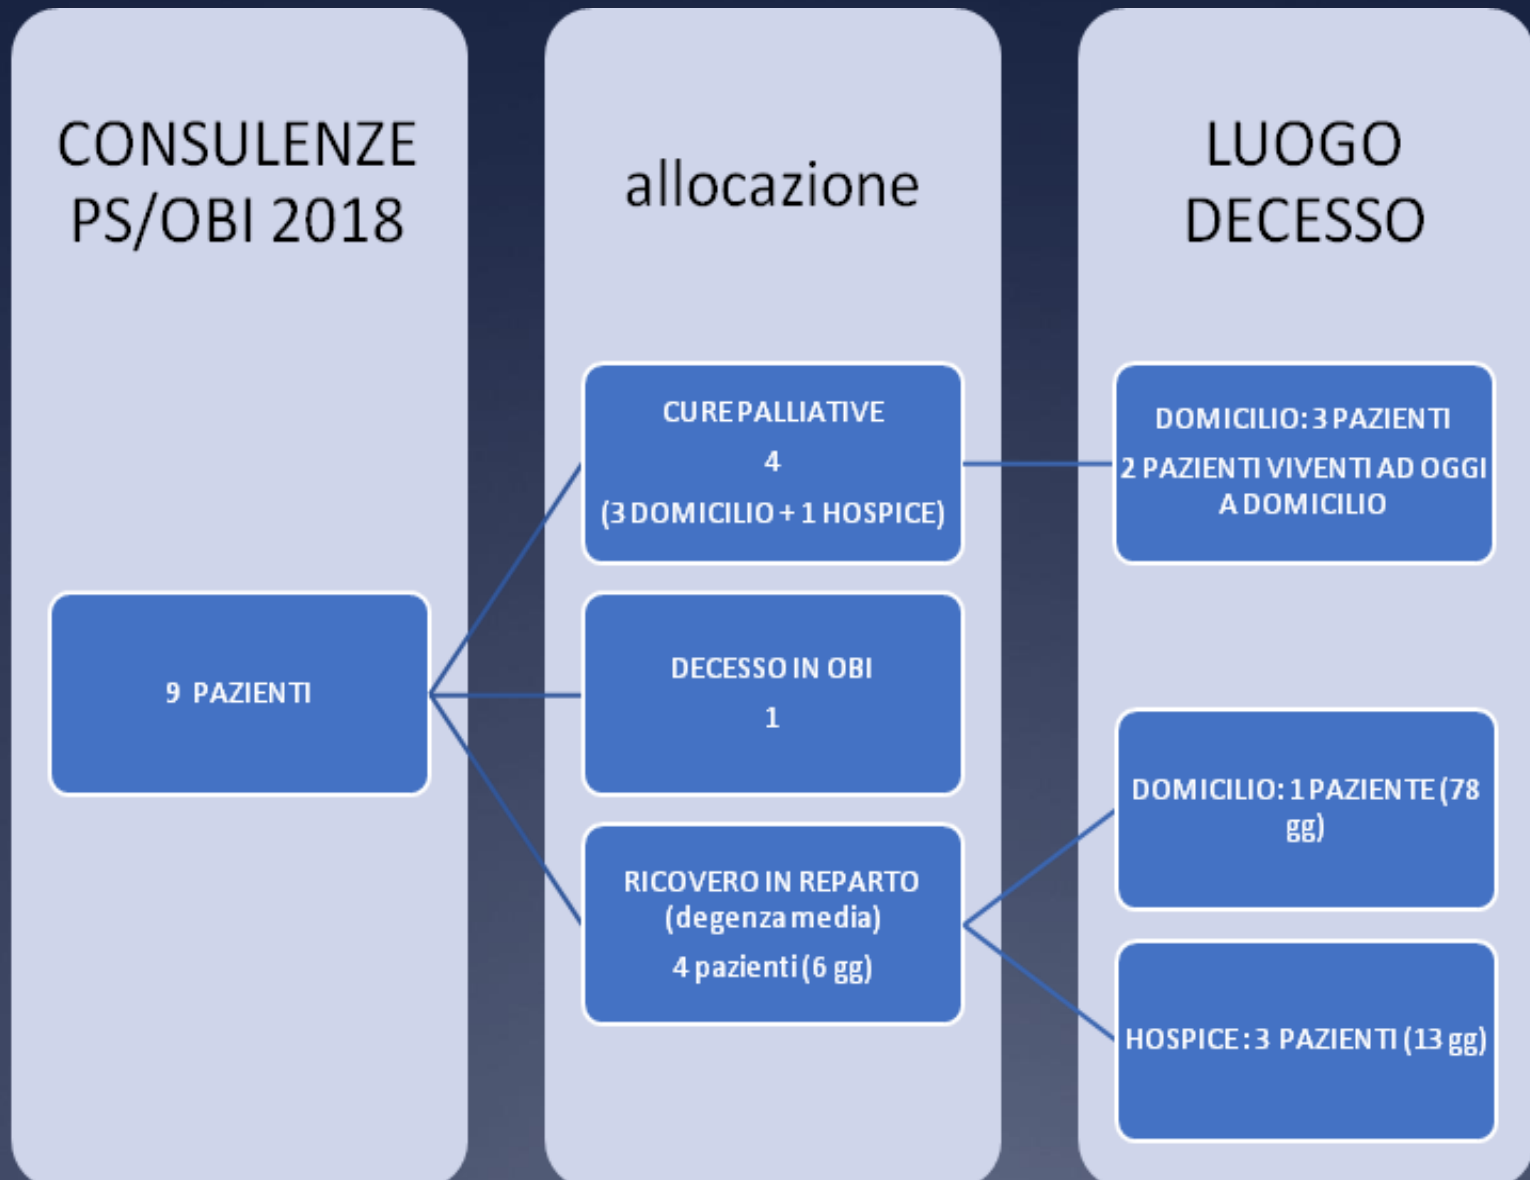 CONSULENZE
PS/OBI 2018
9 PAZIENTI
allocazione
CURE PALLIATIVE
4
(3 DOMICILIO + 1 HOSPICE)
DECESSO IN OBI
1
RICOVERO IN REPARTO
(degenza media)
4 pazienti (6 gg)
LUOGO
DECESSO
DOMICILIO: 3 PAZIENTI
2 PAZIENTI VIVENTI AD OGGI
A DOMICILIO
DOMICILIO: 1 PAZIENTE (78
gg)
HOSPICE : 3 PAZIENTI (13 gg)